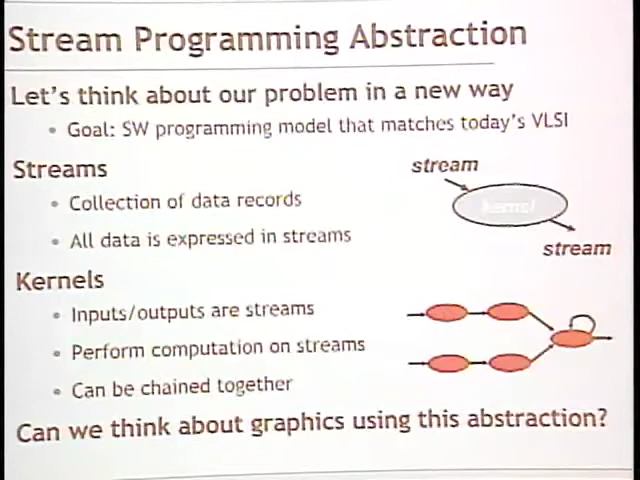 Stream Programming Abstraction
Let's think about our problem in a new way
• Goal: SW programming model that matches today's VLSI
Streams
• Collection of data records
• All data is expressed in streams
stream
kernel
stream
Kernels
• Inputs/outputs are streams
• Perform computation on streams
• Can be chained together
Can we think about graphics using this abstraction?